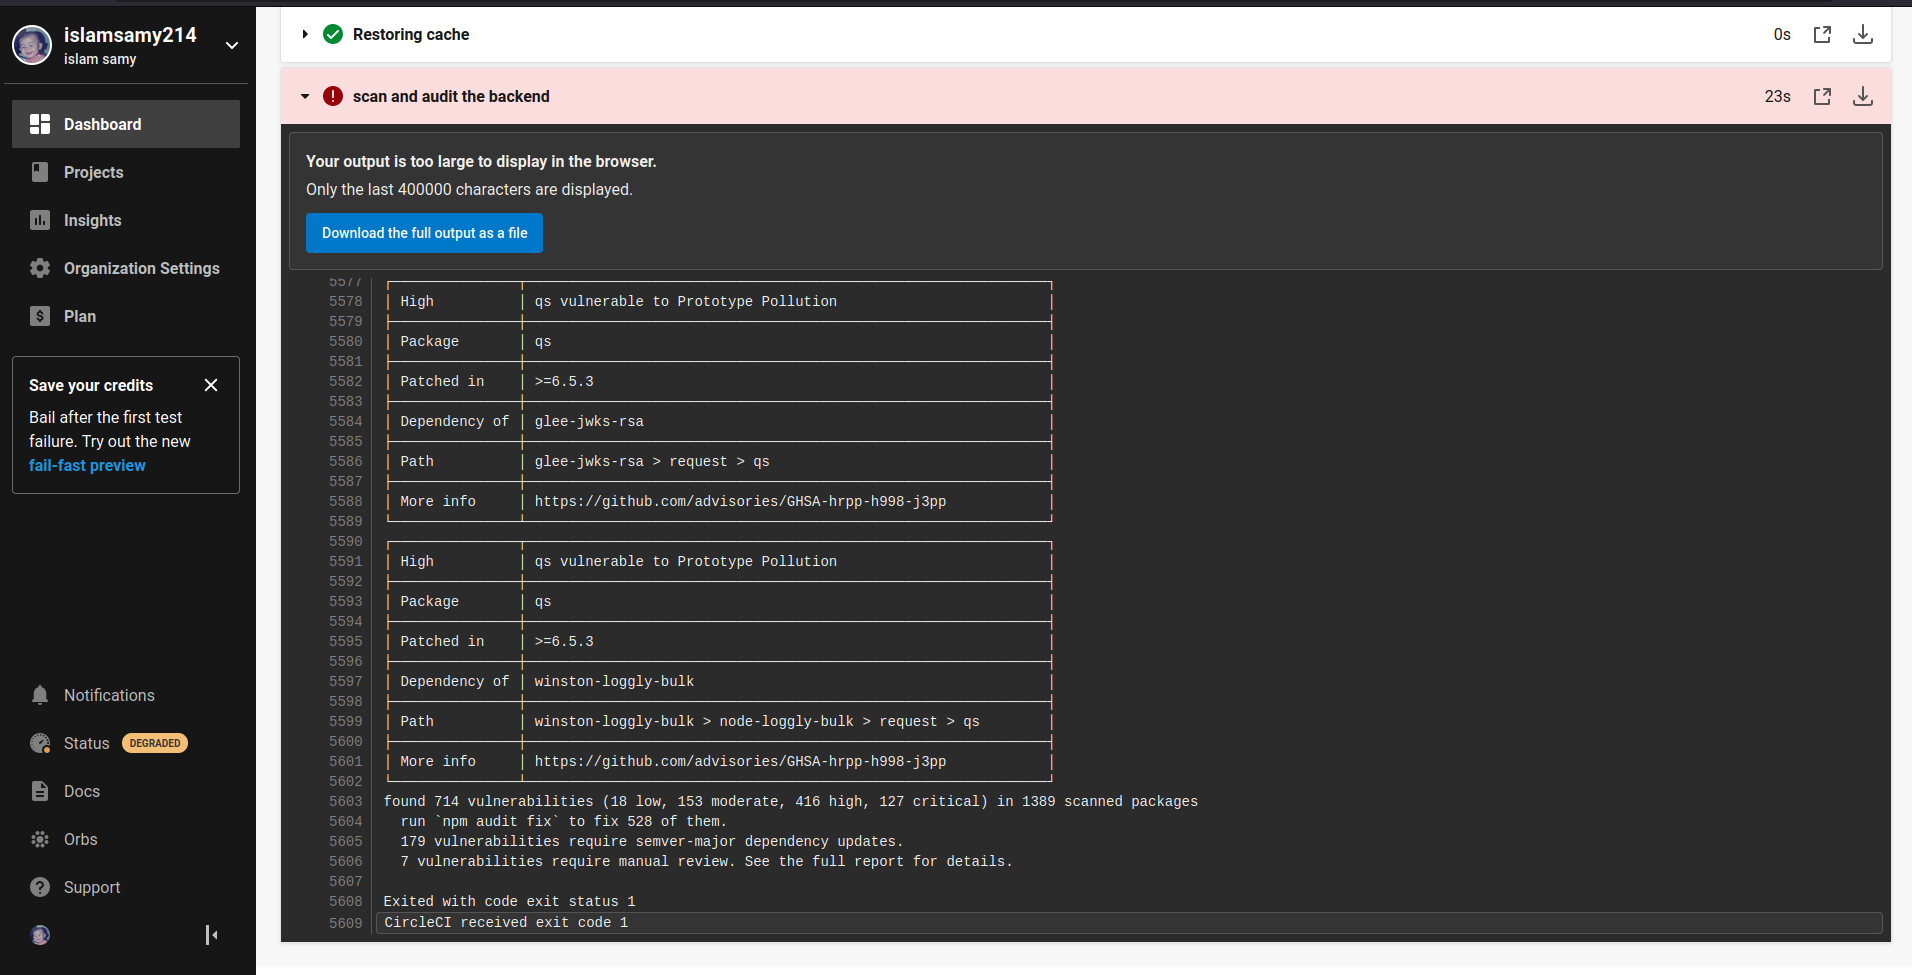 islamsamy214
islam samy
Dashboard
Projects
Insights
Organization Settings
Plan
Save your credits
Bail after the first test
failure. Try out the new
fail-fast preview
Notifications
Status DEGRADED
Docs
Orbs
Support
Restoring cache 0s
scan and audit the backend 23s
Your output is too large to display in the browser.
Only the last 400000 characters are displayed.
Download the full output as a file
5577
5578 High qs vulnerable to Prototype Pollution
5579
5580 Package qs
5581
5582 Patched in >=6.5.3
5583
5584 Dependency of glee-jwks-rsa
5585
5586 Path glee-jwks-rsa > request > qs
5587
5588 More info https://github.com/advisories/GHSA-hrpp-h998-j3pp
5589
5590
5591 High qs vulnerable to Prototype Pollution
5592
5593 Package qs
5594
5595 Patched in >=6.5.3
5596
5597 Dependency of winston-loggly-bulk
5598
5599 Path winston-loggly-bulk > node-loggly-bulk > request > qs
5600
5601 More info https://github.com/advisories/GHSA-hrpp-h998-j3pp
5602
5603 found 714 vulnerabilities (18 low, 153 moderate, 416 high, 127 critical) in 1389 scanned packages
5604 run `npm audit fix` to fix 528 of them.
5605 179 vulnerabilities require semver-major dependency updates.
5606 7 vulnerabilities require manual review. See the full report for details.
5607
5608 Exited with code exit status 1
5609 CircleCI received exit code 1